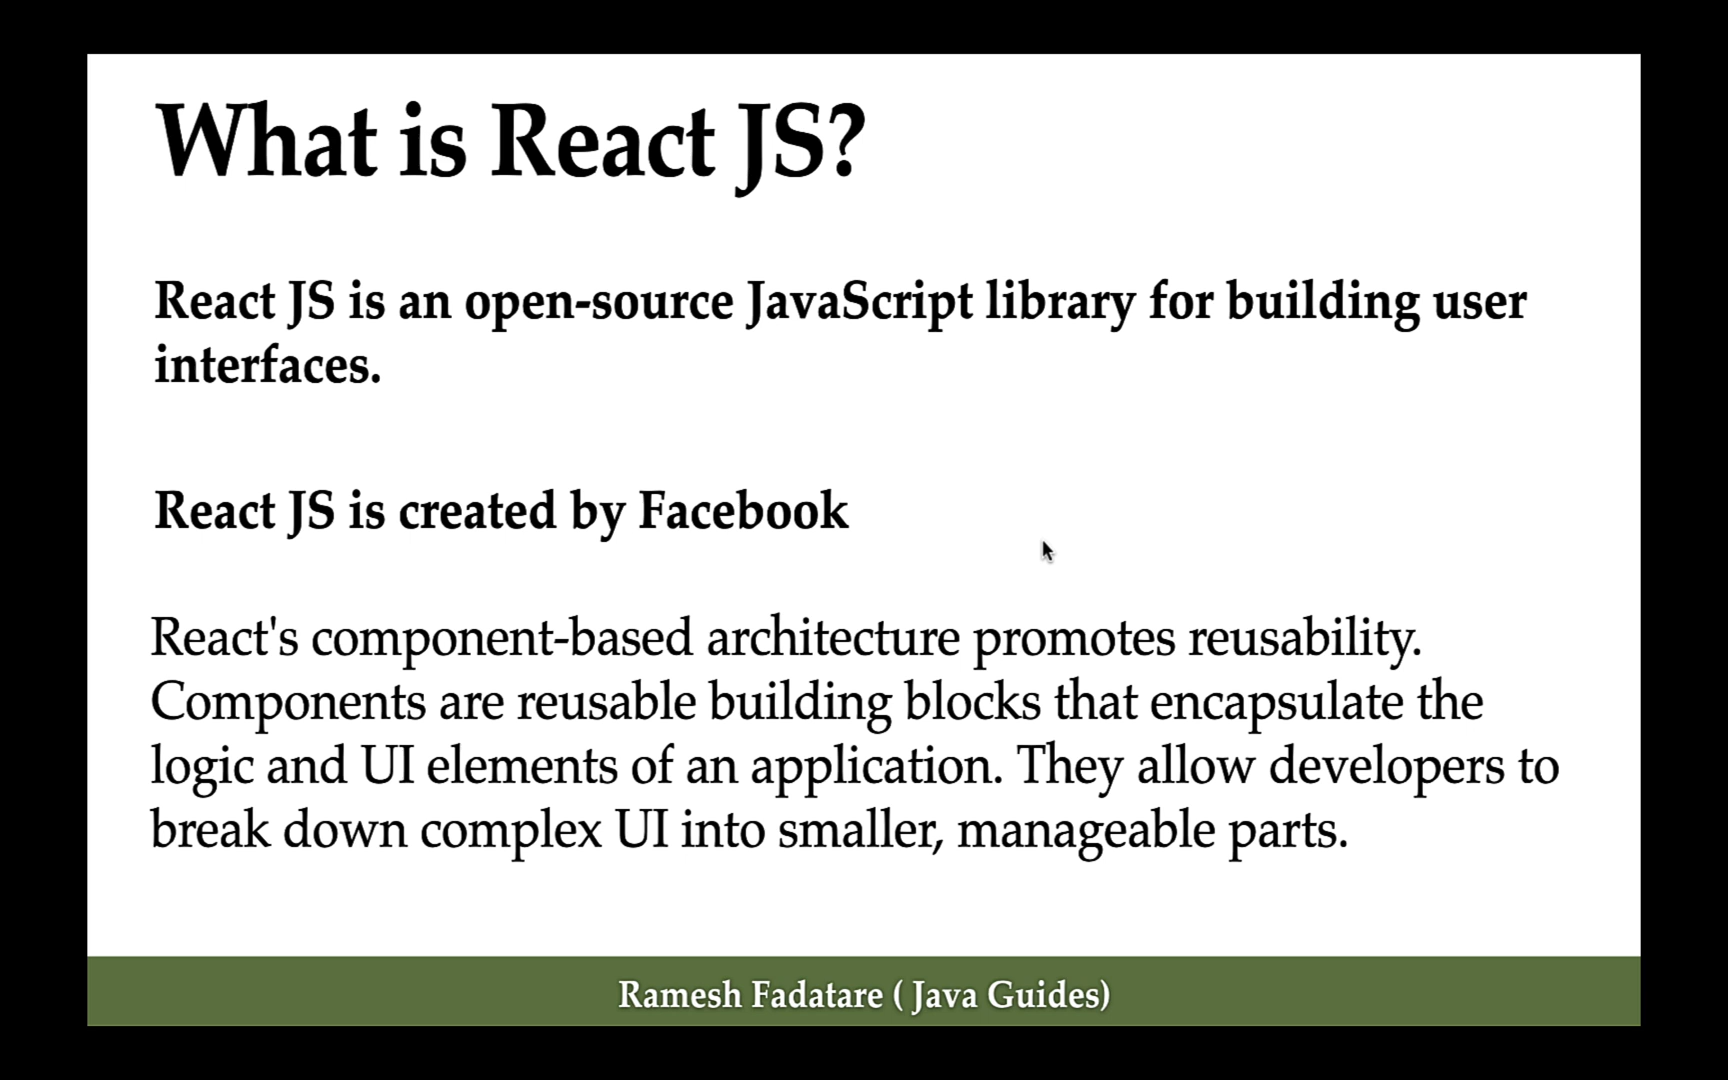 What is React JS?
React JS is an open-source JavaScript library for building user
interfaces.
React JS is created by Facebook
React's component-based architecture promotes reusability.
Components are reusable building blocks that encapsulate the
logic and UI elements of an application. They allow developers to
break down complex UI into smaller, manageable parts.
Ramesh Fadatare ( Java Guides)